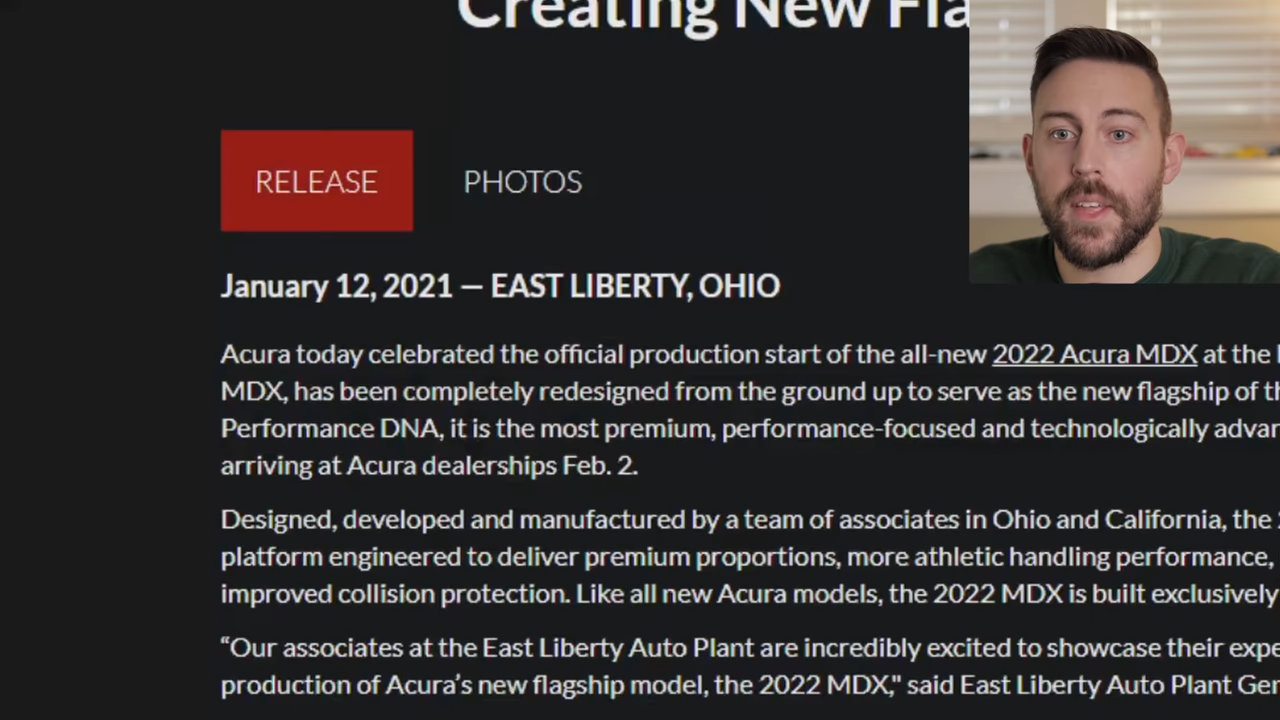 Creating New
RELEASE
PHOTOS
January 12, 2021 — EAST LIBERTY, OHIO
Acura today celebrated the official production start of the all-new 2022 Acura MDX at the
MDX, has been completely redesigned from the ground up to serve as the new flagship of
Performance DNA, it is the most premium, performance-focused and technologically
arriving at Acura dealerships Feb. 2.
Designed, developed and manufactured by a team of associates in Ohio and California, the
platform engineered to deliver premium proportions, more athletic handling performance,
improved collision protection. Like all new Acura models, the 2022 MDX is built exclusively
“Our associates at the East Liberty Auto Plant are incredibly excited to showcase their
production of Acura’s new flagship model, the 2022 MDX," said East Liberty Auto Plant